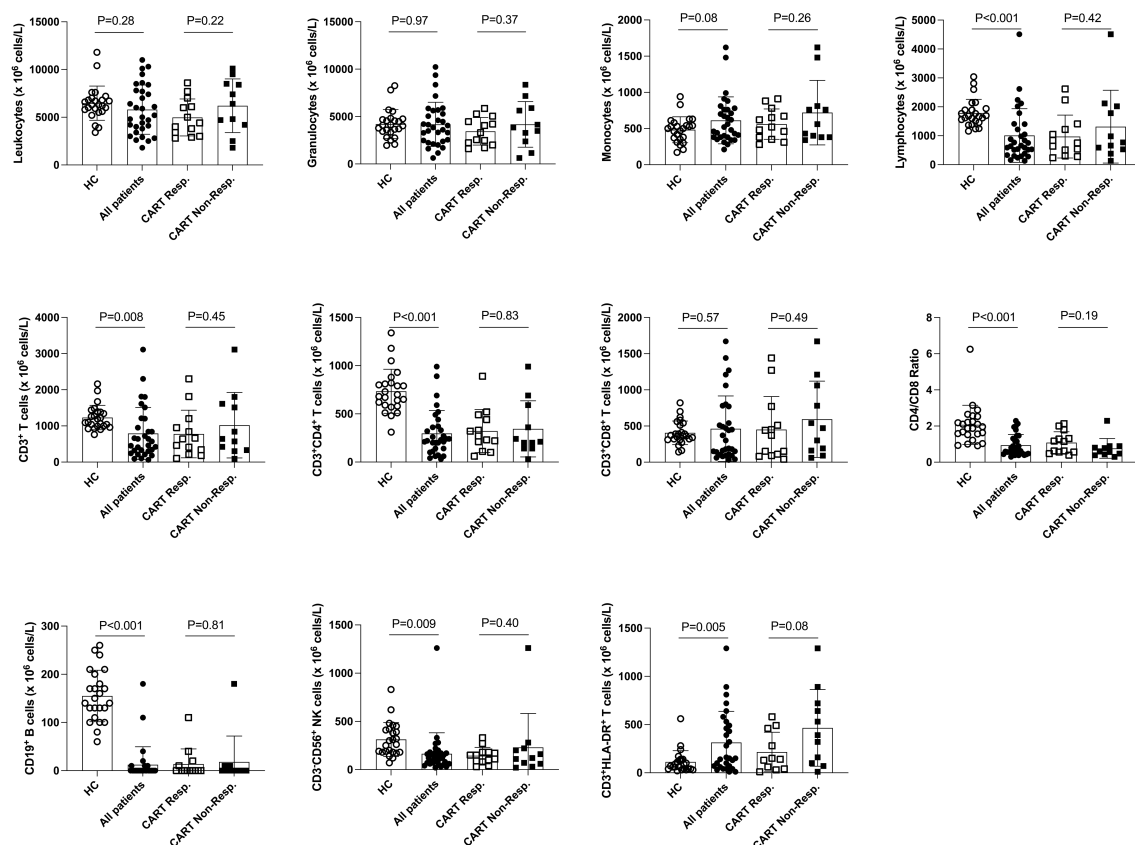 Leukocytes (x 10⁶ cells/L)
15000
10000
5000
0
P=0.28
P=0.22
HC
All patients
CART Resp.
CART Non-Resp.
Granulocytes (x 10⁶ cells/L)
15000
10000
5000
0
P=0.97
P=0.37
HC
All patients
CART Resp.
CART Non-Resp.
Monocytes (x 10⁶ cells/L)
2000
1500
1000
500
0
P=0.08
P=0.26
HC
All patients
CART Resp.
CART Non-Resp.
Lymphocytes (x 10⁶ cells/L)
5000
4000
3000
2000
1000
0
P<0.001
P=0.42
HC
All patients
CART Resp.
CART Non-Resp.
CD3⁺ T cells (x 10⁶ cells/L)
4000
3000
2000
1000
0
P=0.008
P=0.45
HC
All patients
CART Resp.
CART Non-Resp.
CD3⁺CD4⁺ T cells (x 10⁶ cells/L)
1500
1000
500
0
P<0.001
P=0.83
HC
All patients
CART Resp.
CART Non-Resp.
CD3⁺CD8⁺ T cells (x 10⁶ cells/L)
2000
1500
1000
500
0
P=0.57
P=0.49
HC
All patients
CART Resp.
CART Non-Resp.
CD4/CD8 Ratio
8
6
4
2
0
P<0.001
P=0.19
HC
All patients
CART Resp.
CART Non-Resp.
CD19⁺ B cells (x 10⁶ cells/L)
300
200
100
0
P<0.001
P=0.81
HC
All patients
CART Resp.
CART Non-Resp.
CD3⁻CD56⁺ NK cells (x 10⁶ cells/L)
1500
1000
500
0
P=0.009
P=0.40
HC
All patients
CART Resp.
CART Non-Resp.
CD3⁺HLA-DR⁺ T cells (x 10⁶ cells/L)
1500
1000
500
0
P=0.005
P=0.08
HC
All patients
CART Resp.
CART Non-Resp.